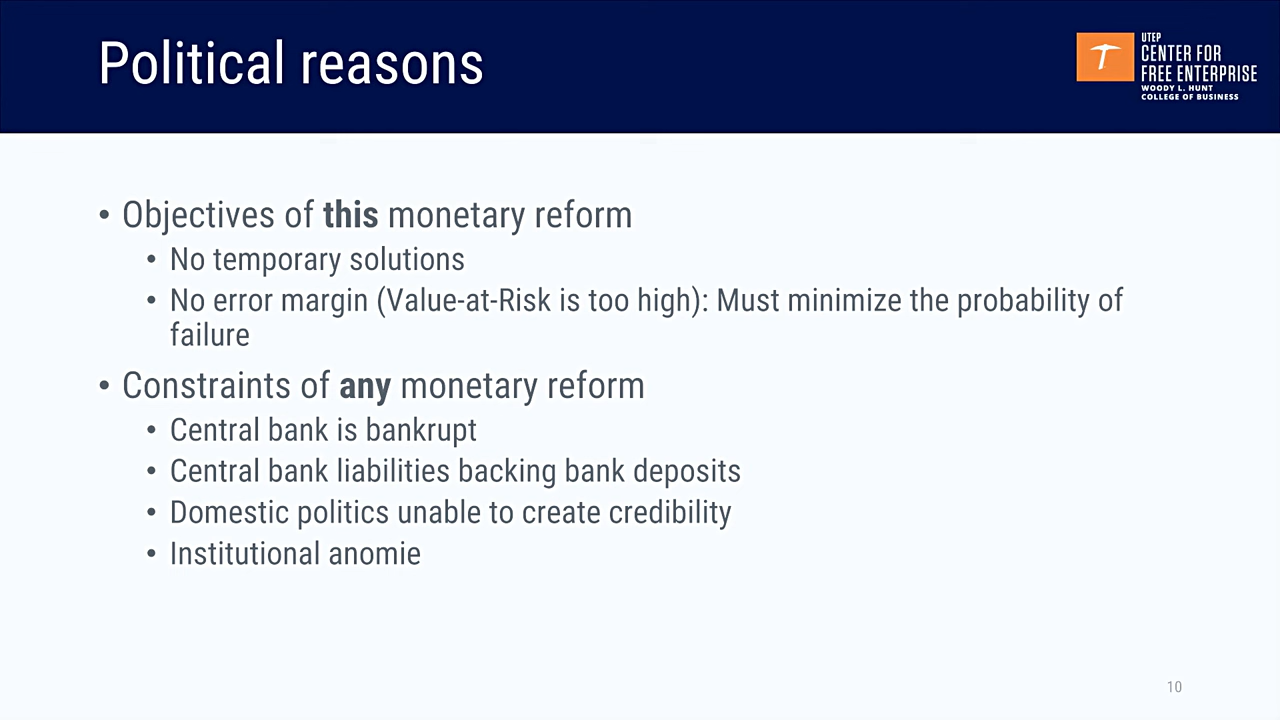 Political reasons
UTEP
CENTER FOR
FREE ENTERPRISE
WOODY L. HUNT
COLLEGE OF BUSINESS
• Objectives of this monetary reform
• No temporary solutions
• No error margin (Value-at-Risk is too high): Must minimize the probability of
failure
• Constraints of any monetary reform
• Central bank is bankrupt
• Central bank liabilities backing bank deposits
• Domestic politics unable to create credibility
• Institutional anomie
10